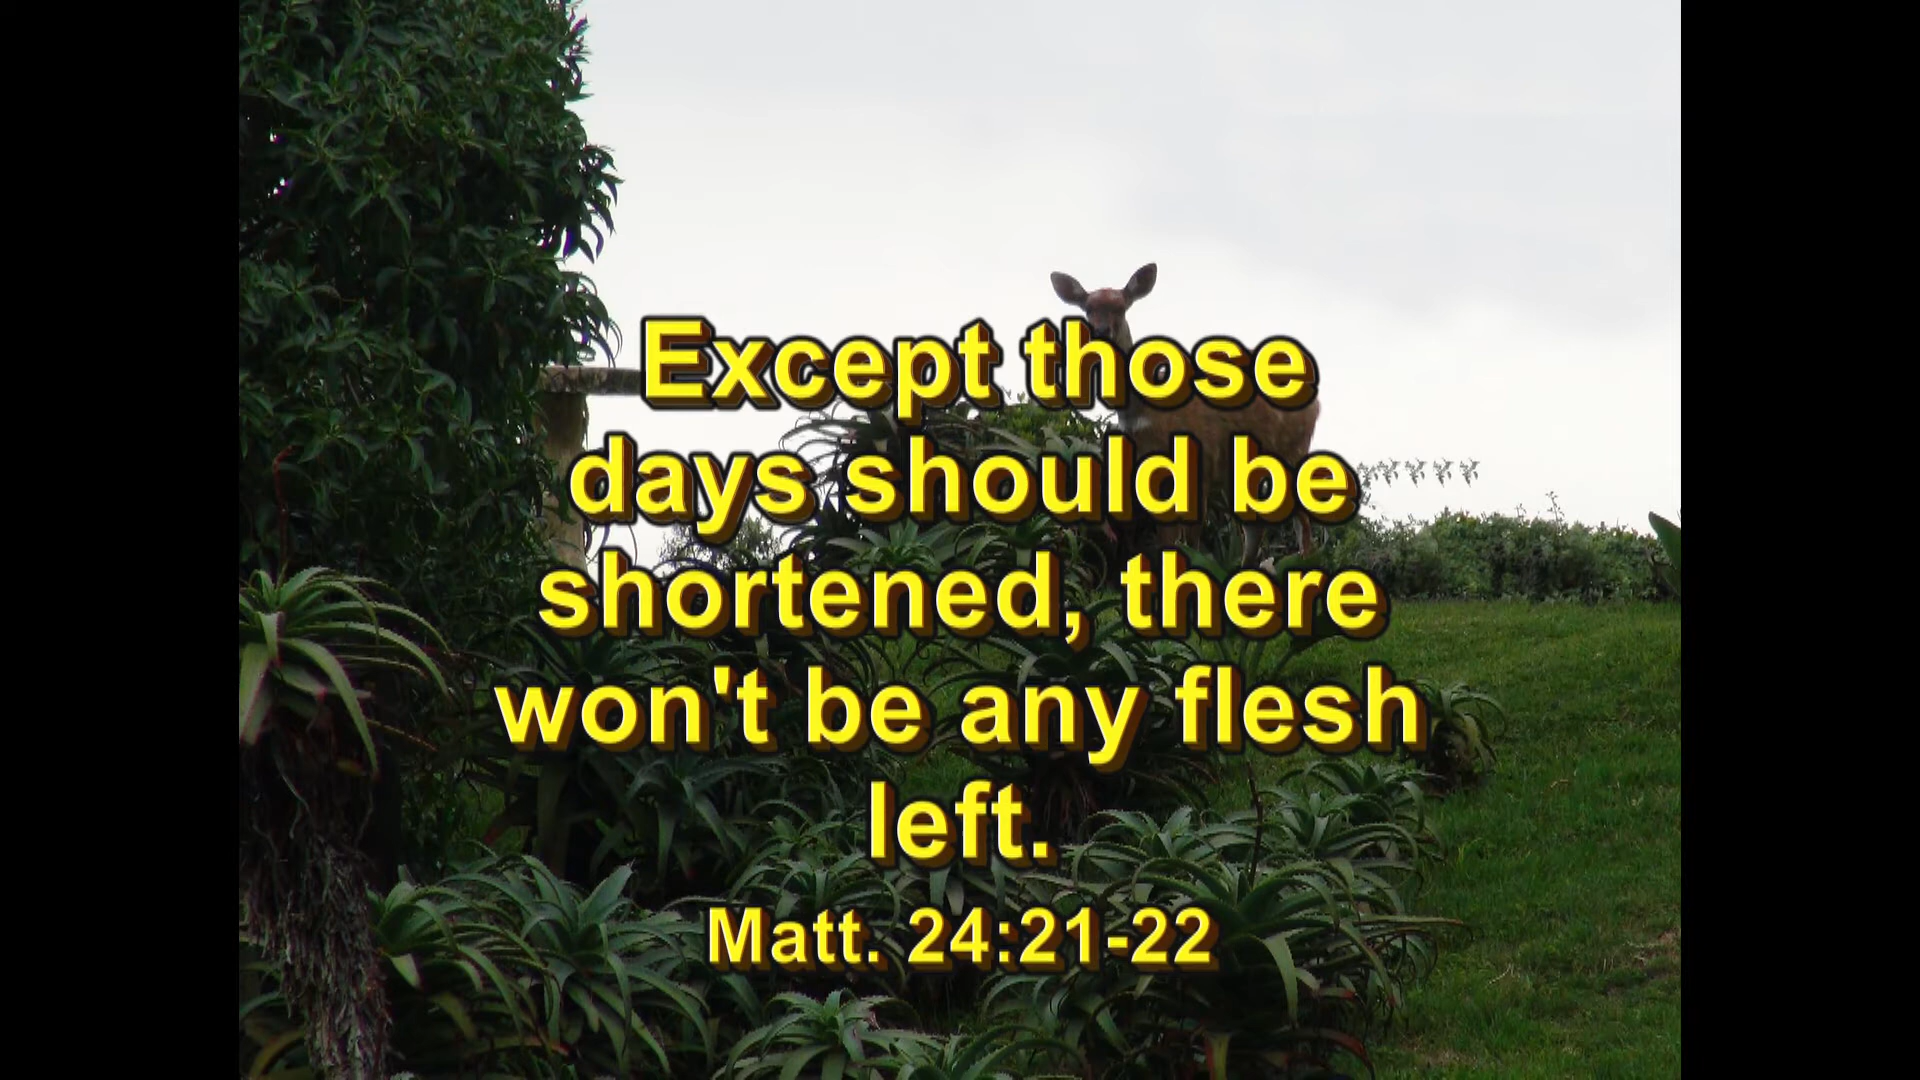 Except those
days should be
shortened, there
won't be any flesh
left.
Matt. 24:21-22